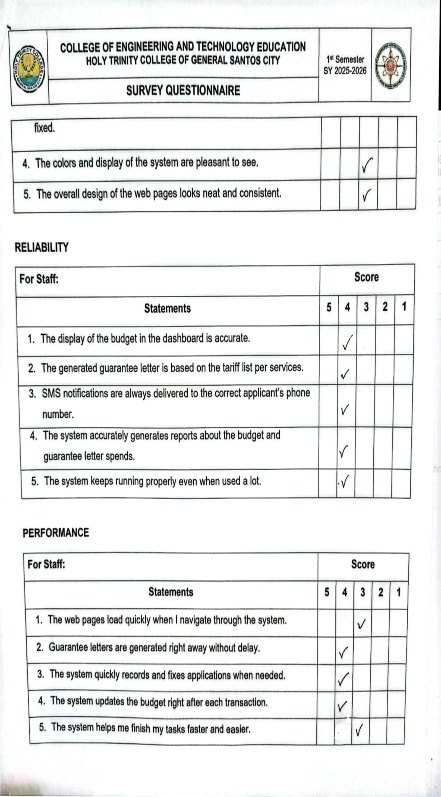 COLLEGE OF ENGINEERING AND TECHNOLOGY EDUCATION
HOLY TRINITY COLLEGE OF GENERAL SANTOS CITY
1st Semester
SY 2025-2026
SURVEY QUESTIONNAIRE
fixed.
4. The colors and display of the system are pleasant to see. ✓
5. The overall design of the web pages looks neat and consistent. ✓
RELIABILITY
For Staff: Score
Statements 5 4 3 2 1
1. The display of the budget in the dashboard is accurate. ✓
2. The generated guarantee letter is based on the tariff list per services. ✓
3. SMS notifications are always delivered to the correct applicant's phone
number. ✓
4. The system accurately generates reports about the budget and
guarantee letter spends. ✓
5. The system keeps running properly even when used a lot. ✓
PERFORMANCE
For Staff: Score
Statements 5 4 3 2 1
1. The web pages load quickly when I navigate through the system. ✓
2. Guarantee letters are generated right away without delay. ✓
3. The system quickly records and fixes applications when needed. ✓
4. The system updates the budget right after each transaction. ✓
5. The system helps me finish my tasks faster and easier. ✓